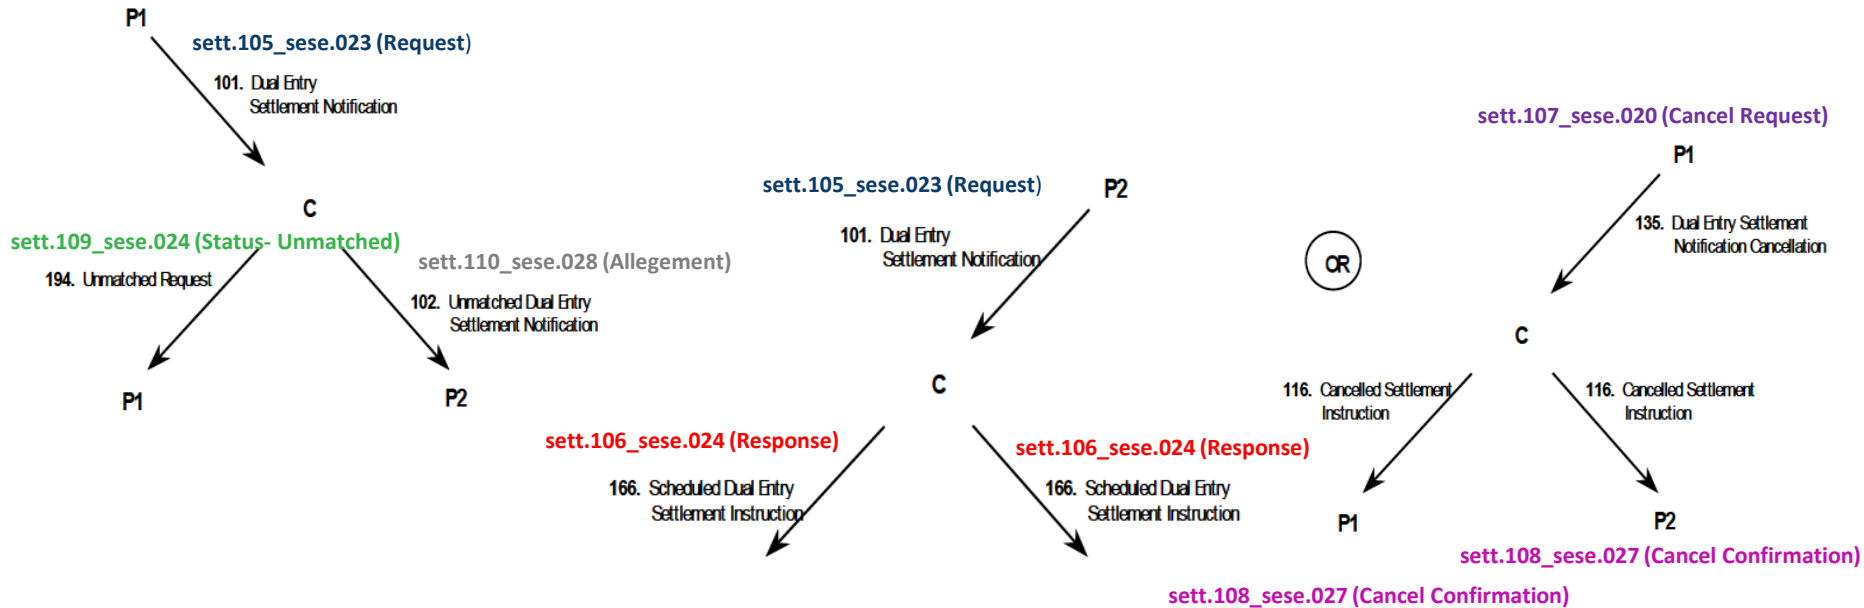 P1
sett.105_sese.023 (Request)
101. Dual Entry
Settlement Notification
C
sett.109_sese.024 (Status- Unmatched)
194. Unmatched Request
sett.110_sese.028 (Allegement)
102. Unmatched Dual Entry
Settlement Notification
P1
P2
sett.105_sese.023 (Request)
P2
101. Dual Entry
Settlement Notification
C
sett.106_sese.024 (Response)
166. Scheduled Dual Entry
Settlement Instruction
sett.106_sese.024 (Response)
166. Scheduled Dual Entry
Settlement Instruction
OR
sett.107_sese.020 (Cancel Request)
P1
135. Dual Entry Settlement
Notification Cancellation
C
116. Cancelled Settlement
Instruction
116. Cancelled Settlement
Instruction
P1
P2
sett.108_sese.027 (Cancel Confirmation)
sett.108_sese.027 (Cancel Confirmation)